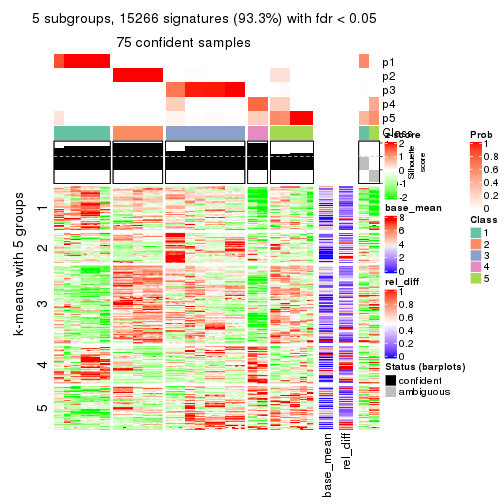 5 subgroups, 15266 signatures (93.3%) with fdr < 0.05
75 confident samples
p1
p2
p3
p4
p5
Class
z-score
2
1
0
-1
-2
Silhouette
score
Prob
1
0.8
0.6
0.4
0.2
0
Class
1
2
3
4
5
base_mean
8
6
4
2
0
rel_diff
1
0.8
0.6
0.4
0.2
0
Status (barplots)
confident
ambiguous
k-means with 5 groups
1
2
3
4
5
base_mean
rel_diff